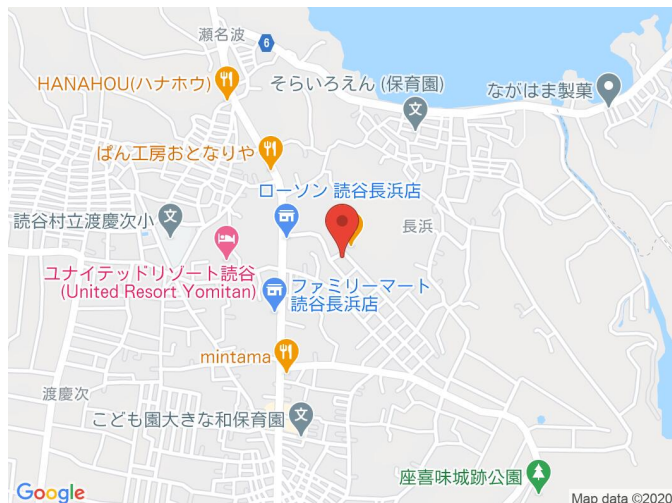 瀬名波
6
HANAHOU(ハナホウ)
そらいろえん (保育園)
ながはま製菓
ぱん工房おとなりや
ローソン 読谷長浜店
長浜
読谷村立渡慶次小
ユナイテッドリゾート読谷
(United Resort Yomitan)
ファミリーマート
読谷長浜店
mintama
渡慶次
こども園大きな和保育園
座喜味城跡公園
Google
Map data ©2020